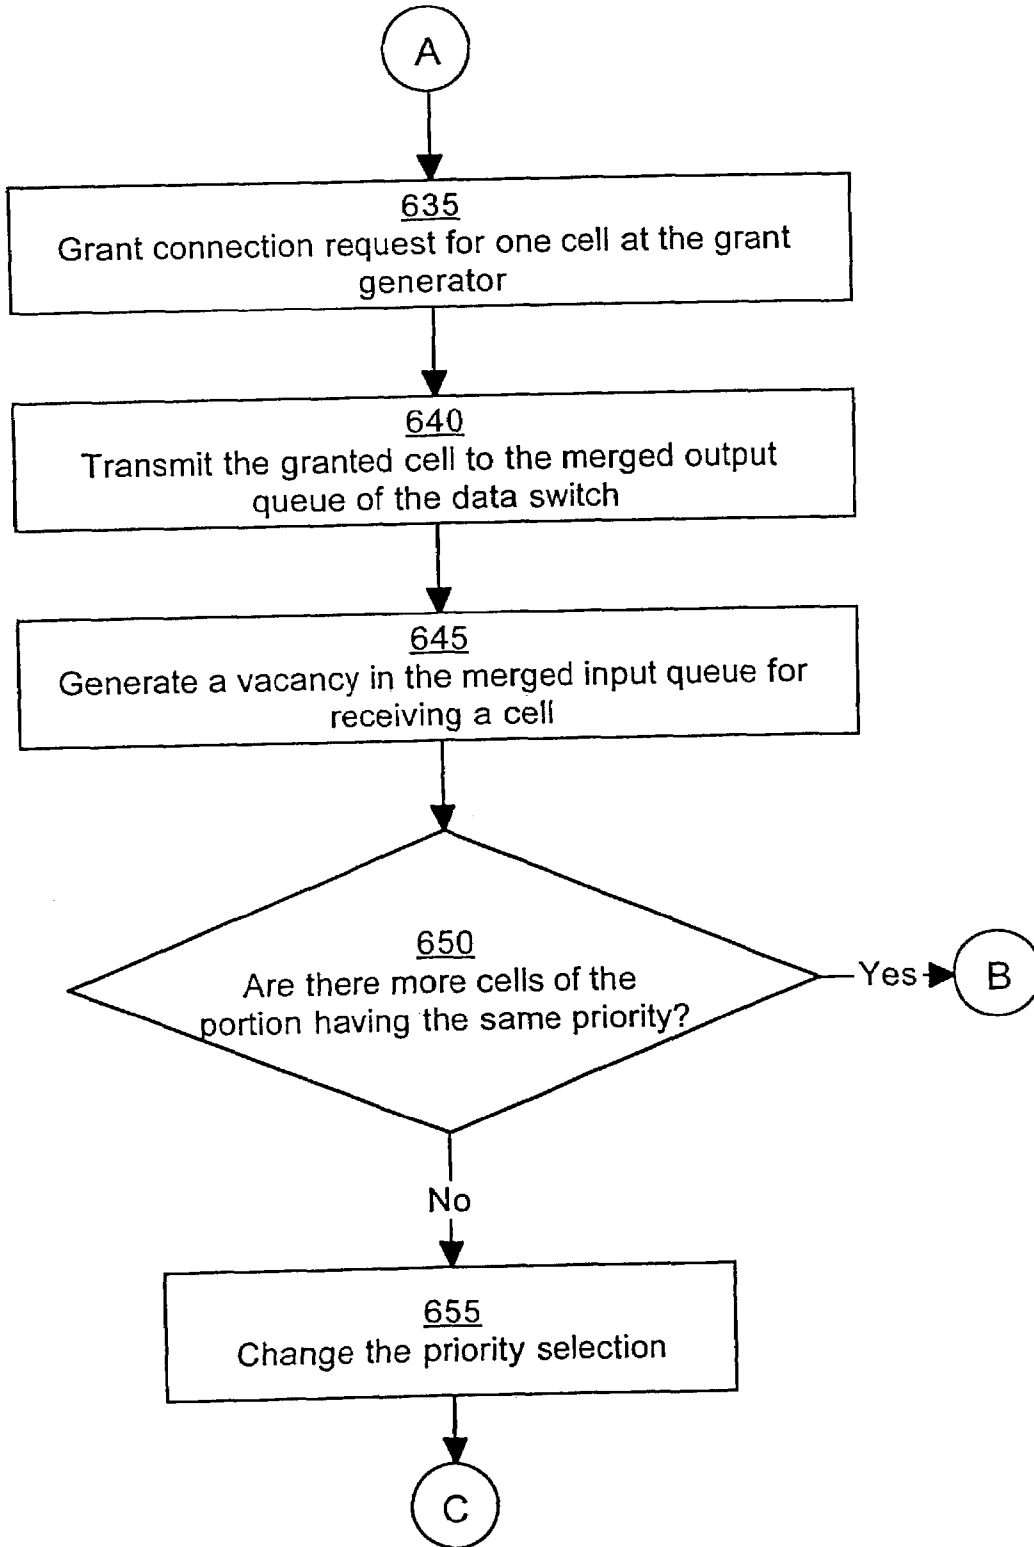 A
635
Grant connection request for one cell at the grant
generator
640
Transmit the granted cell to the merged output
queue of the data switch
645
Generate a vacancy in the merged input queue for
receiving a cell
650
Are there more cells of the
portion having the same priority?
Yes
B
No
655
Change the priority selection
C